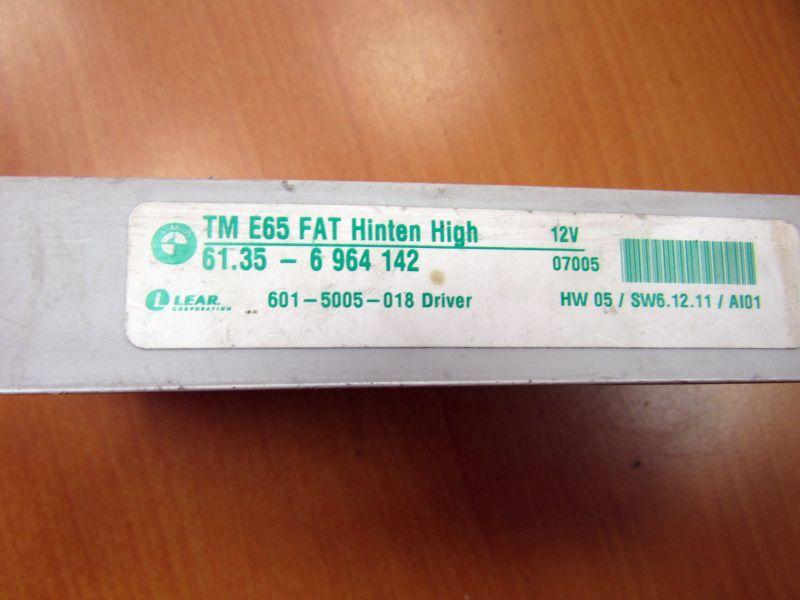 TM E65 FAT Hinten High 12V
61.35 - 6 964 142 07005
LEAR. 601-5005-018 Driver HW 05 / SW6.12.11 / AI01
CORPORATION